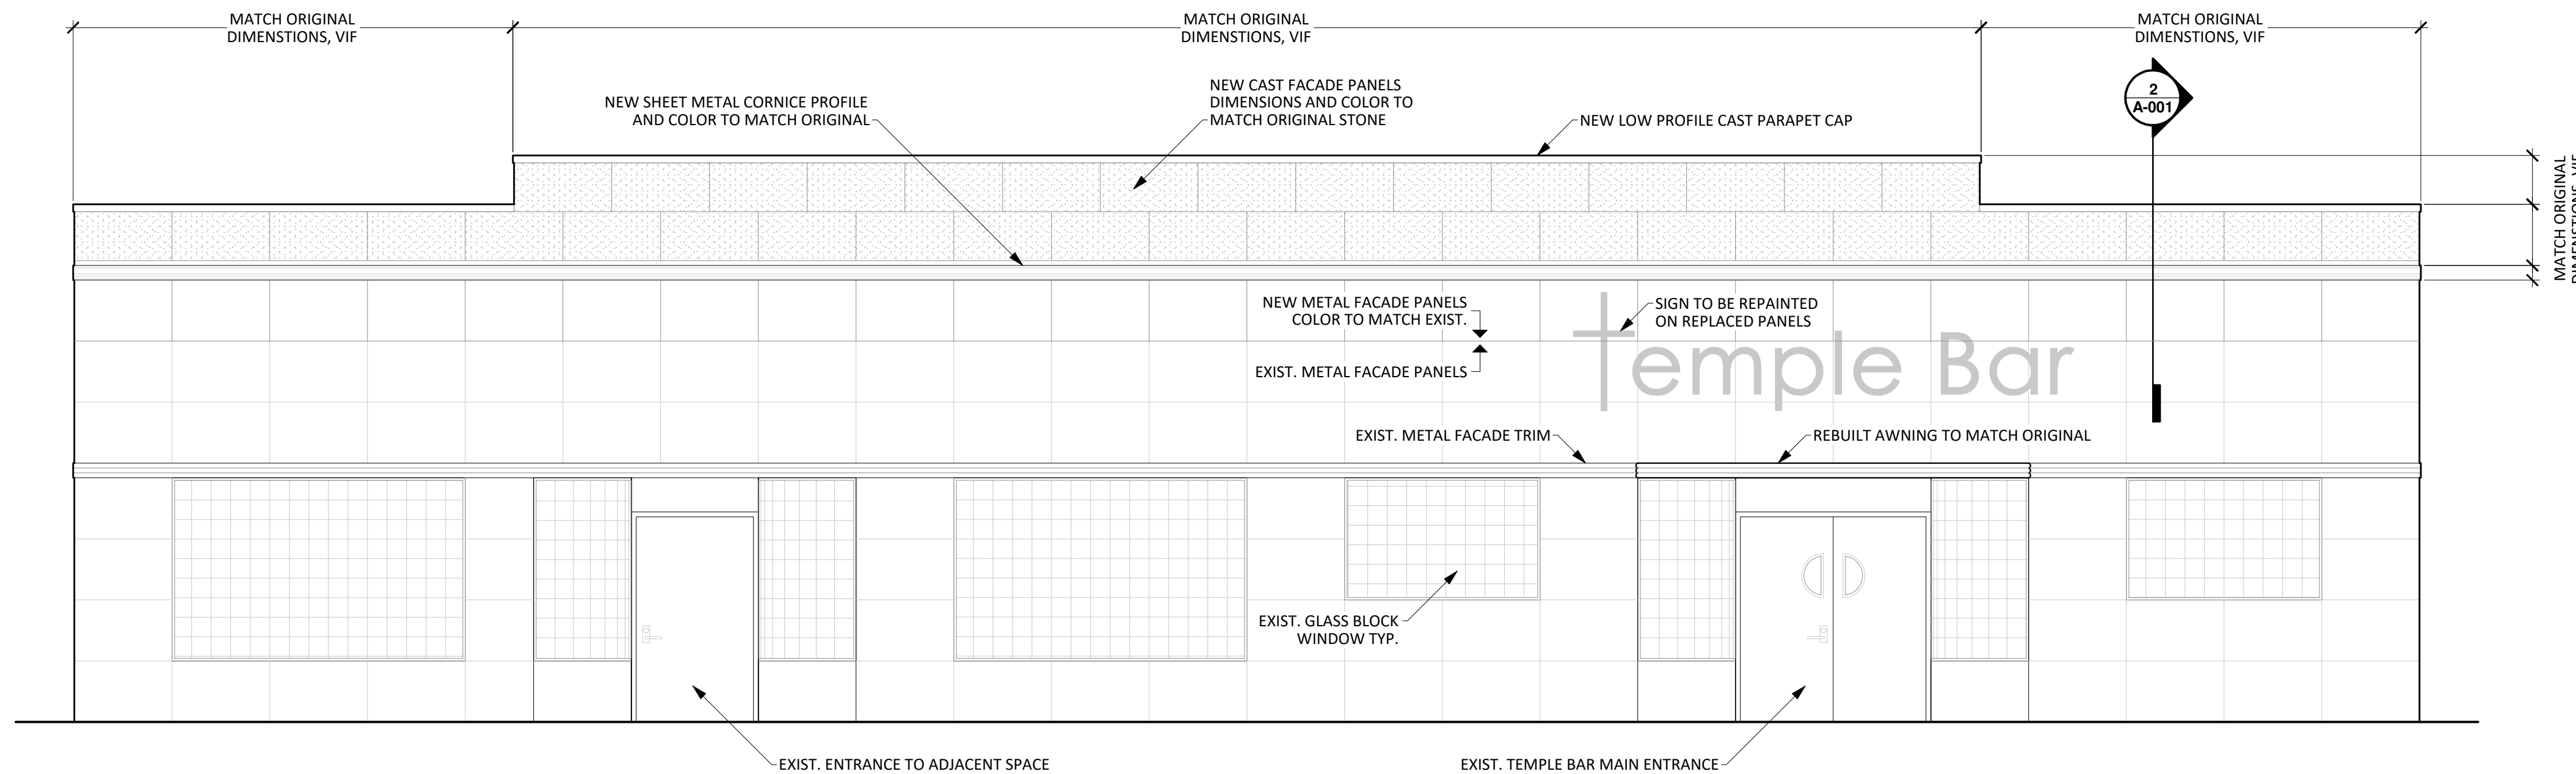 MATCH ORIGINAL
DIMENSTIONS, VIF
MATCH ORIGINAL
DIMENSTIONS, VIF
MATCH ORIGINAL
DIMENSTIONS, VIF
NEW SHEET METAL CORNICE PROFILE
AND COLOR TO MATCH ORIGINAL
NEW CAST FACADE PANELS
DIMENSIONS AND COLOR TO
MATCH ORIGINAL STONE
NEW LOW PROFILE CAST PARAPET CAP
2
A-001
MATCH ORIGINAL
DIMENSTIONS, VIF
NEW METAL FACADE PANELS
COLOR TO MATCH EXIST.
SIGN TO BE REPAINTED
ON REPLACED PANELS
EXIST. METAL FACADE PANELS
temple Bar
EXIST. METAL FACADE TRIM
REBUILT AWNING TO MATCH ORIGINAL
EXIST. GLASS BLOCK
WINDOW TYP.
EXIST. ENTRANCE TO ADJACENT SPACE
EXIST. TEMPLE BAR MAIN ENTRANCE